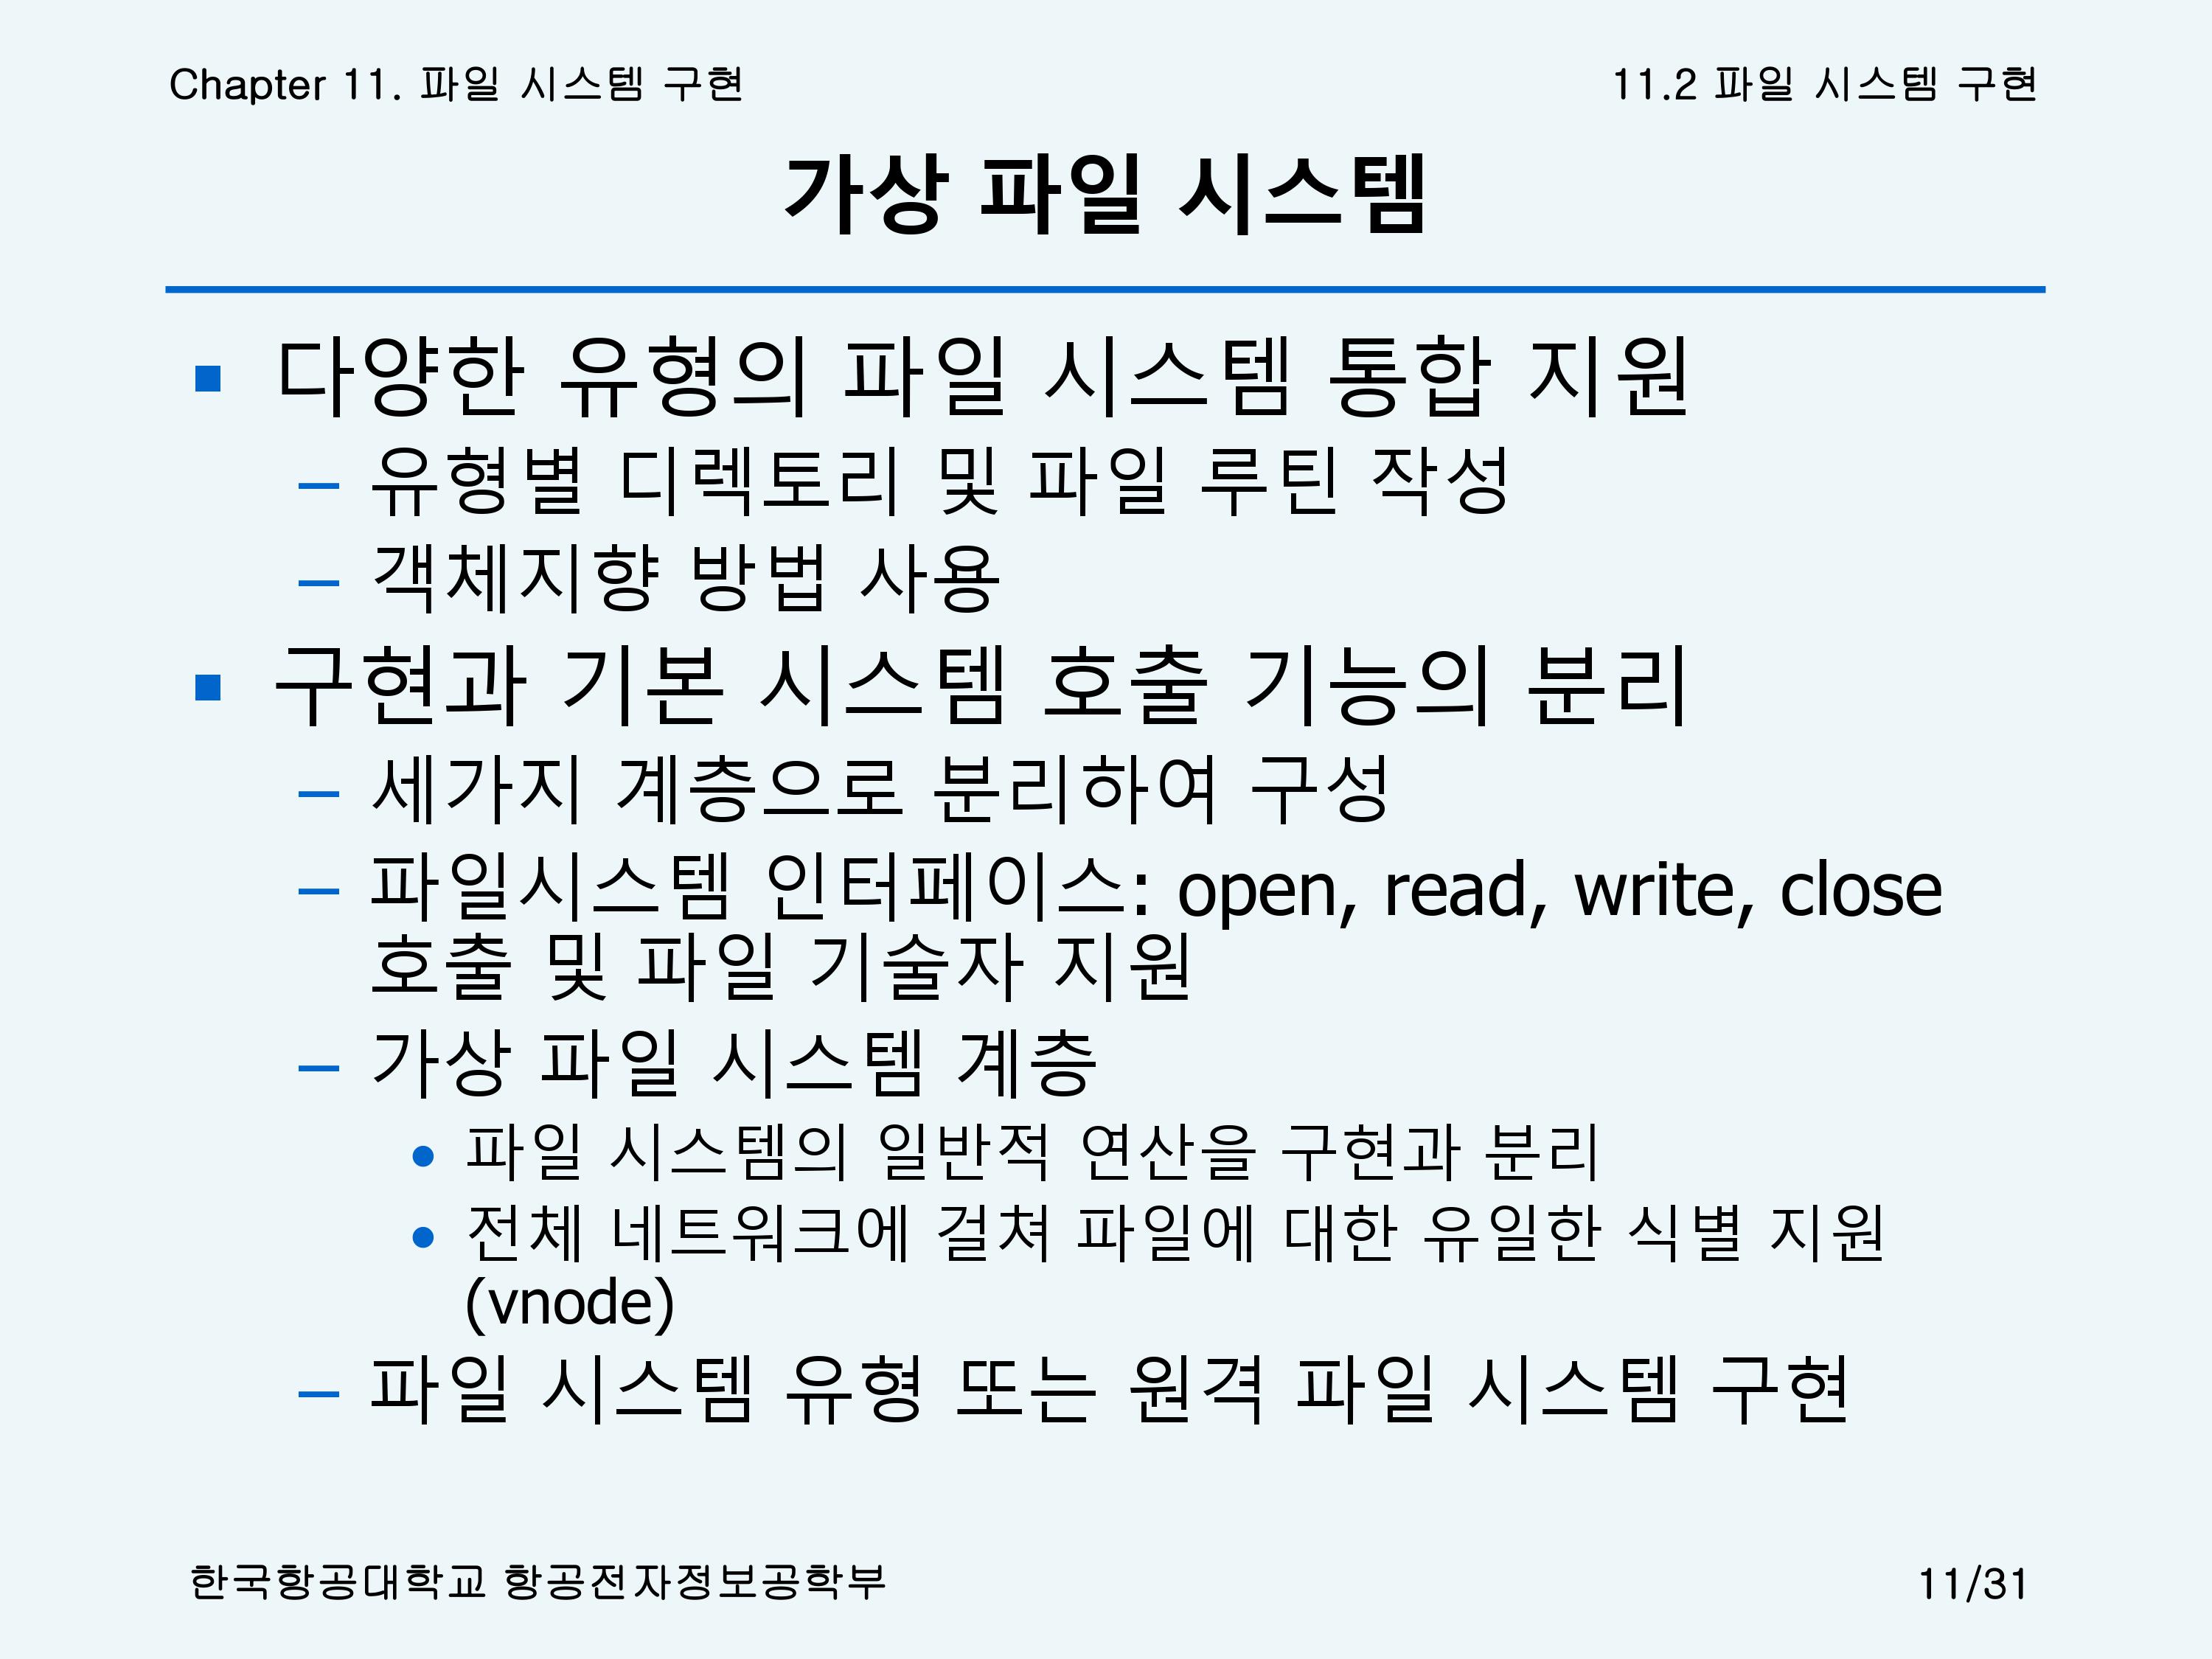 Chapter 11. 파일 시스템 구현
11.2 파일 시스템 구현
가상 파일 시스템
■ 다양한 유형의 파일 시스템 통합 지원
– 유형별 디렉토리 및 파일 루틴 작성
– 객체지향 방법 사용
■ 구현과 기본 시스템 호출 기능의 분리
– 세가지 계층으로 분리하여 구성
– 파일시스템 인터페이스: open, read, write, close
호출 및 파일 기술자 지원
– 가상 파일 시스템 계층
● 파일 시스템의 일반적 연산을 구현과 분리
● 전체 네트워크에 걸쳐 파일에 대한 유일한 식별 지원
(vnode)
– 파일 시스템 유형 또는 원격 파일 시스템 구현
한국항공대학교 항공전자정보공학부
11/31